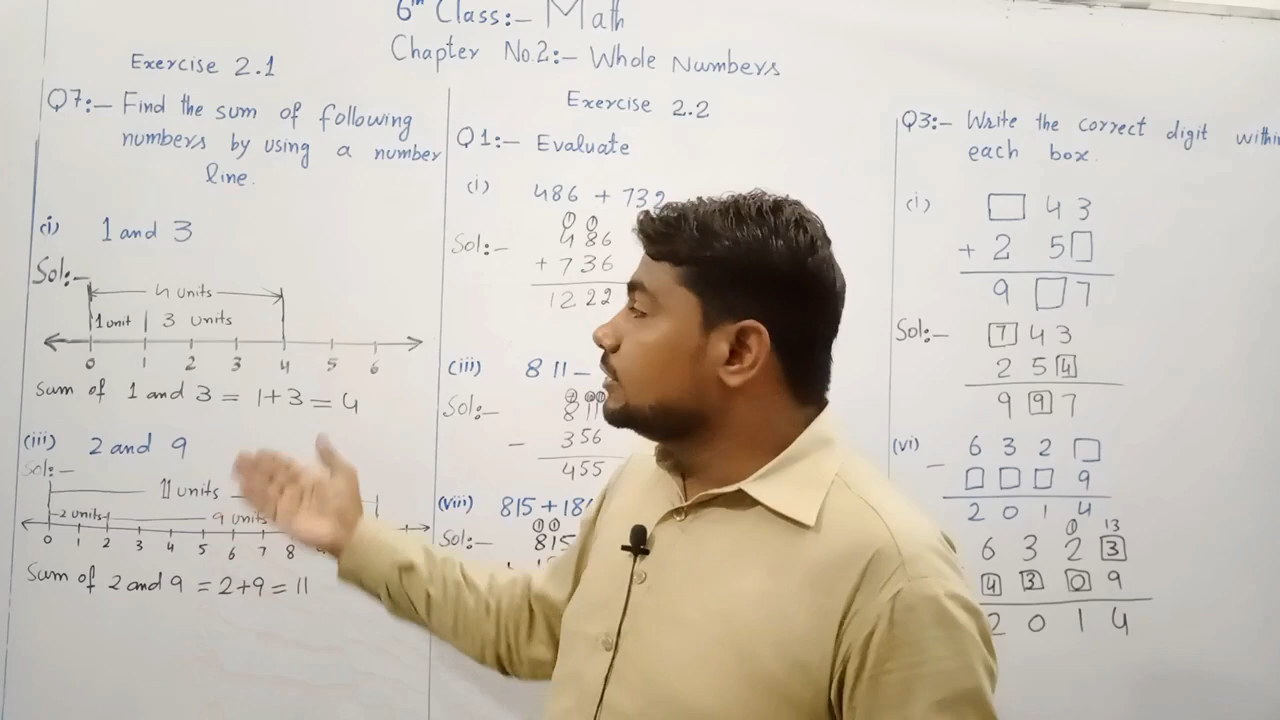 6th Class:- Math
Chapter No.2:- Whole Numbers
Exercise 2.1
Q7:- Find the sum of following
numbers by using a number
line.
(i) 1 and 3
Sol:-
4 units
1 unit 3 units
0 1 2 3 4 5 6
Sum of 1 and 3 = 1+3 = 4
(iii) 2 and 9
Sol:-
11 units
2 units 9 units
0 1 2 3 4 5 6 7 8
Sum of 2 and 9 = 2+9 = 11
Exercise 2.2
Q1:- Evaluate
(i) 486 + 732
1 1
Sol:- 486
+ 736
1222
(iii) 811 -
Sol:- 811
- 356
455
(viii) 815 + 18
1 1
Sol:- 815
+
Q3:- Write the correct digit within
each box.
(i) □ 4 3
+ 2 5 □
9 □ 7
Sol:- 7 4 3
2 5 4
9 9 7
(vi) 6 3 2 □
- □ □ □ 9
2 0 1 4
1 13
6 3 2 3
4 3 0 9
2 0 1 4